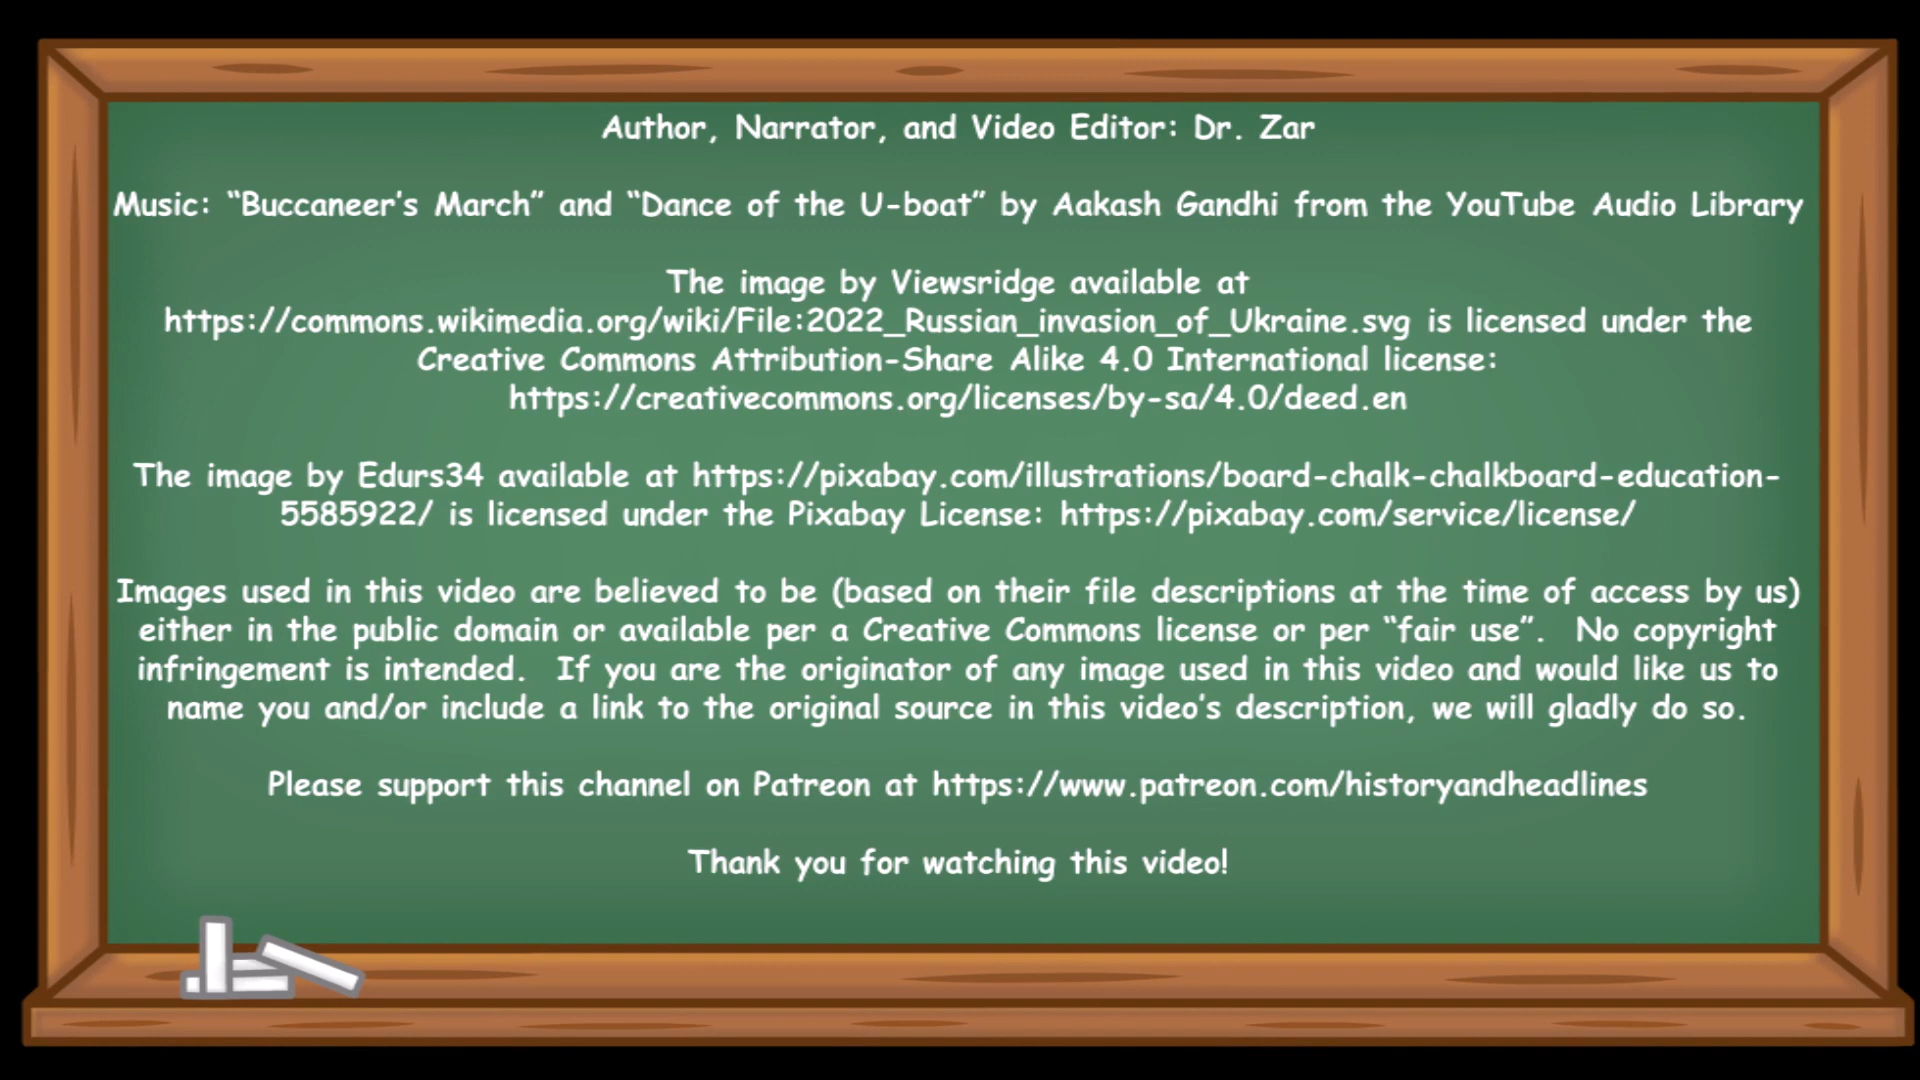 Author, Narrator, and Video Editor: Dr. Zar
Music: “Buccaneer’s March” and “Dance of the U-boat” by Aakash Gandhi from the YouTube Audio Library
The image by Viewsridge available at
https://commons.wikimedia.org/wiki/File:2022_Russian_invasion_of_Ukraine.svg is licensed under the
Creative Commons Attribution-Share Alike 4.0 International license:
https://creativecommons.org/licenses/by-sa/4.0/deed.en
The image by Edurs34 available at https://pixabay.com/illustrations/board-chalk-chalkboard-education-
5585922/ is licensed under the Pixabay License: https://pixabay.com/service/license/
Images used in this video are believed to be (based on their file descriptions at the time of access by us)
either in the public domain or available per a Creative Commons license or per “fair use”.  No copyright
infringement is intended.  If you are the originator of any image used in this video and would like us to
name you and/or include a link to the original source in this video’s description, we will gladly do so.
Please support this channel on Patreon at https://www.patreon.com/historyandheadlines
Thank you for watching this video!